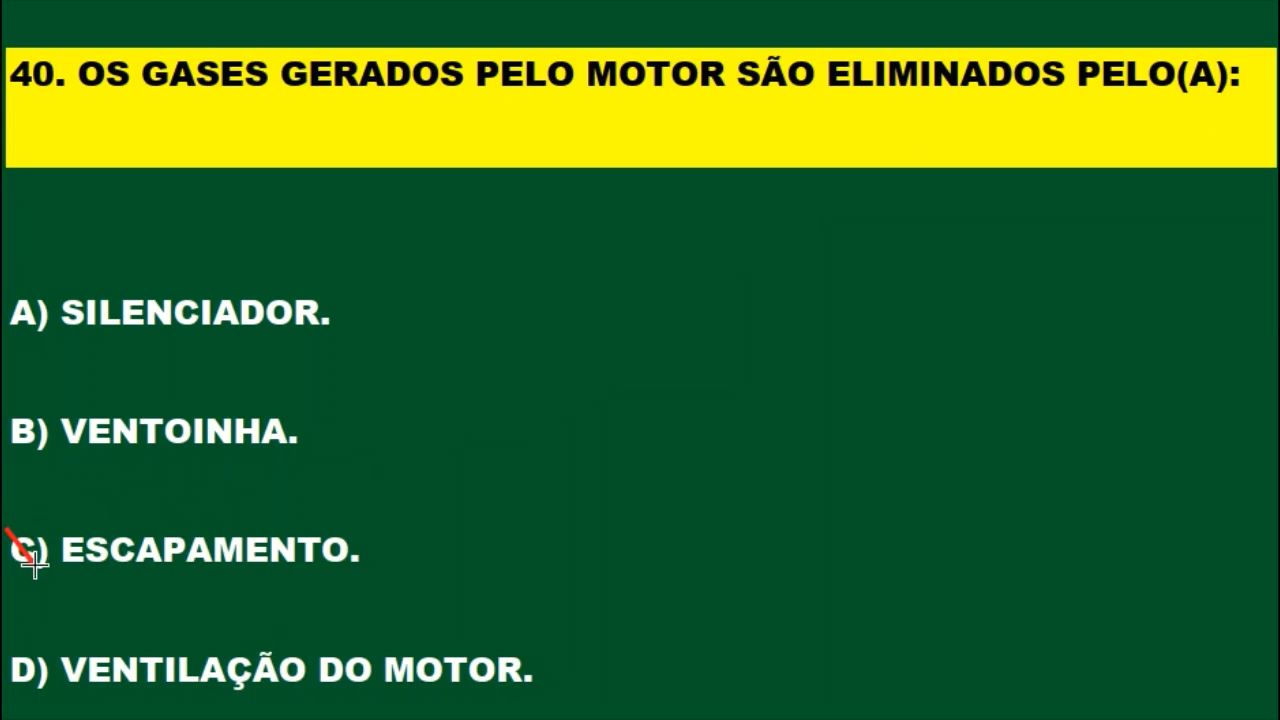 40. OS GASES GERADOS PELO MOTOR SÃO ELIMINADOS PELO(A):
A) SILENCIADOR.
B) VENTOINHA.
C) ESCAPAMENTO.
D) VENTILAÇÃO DO MOTOR.